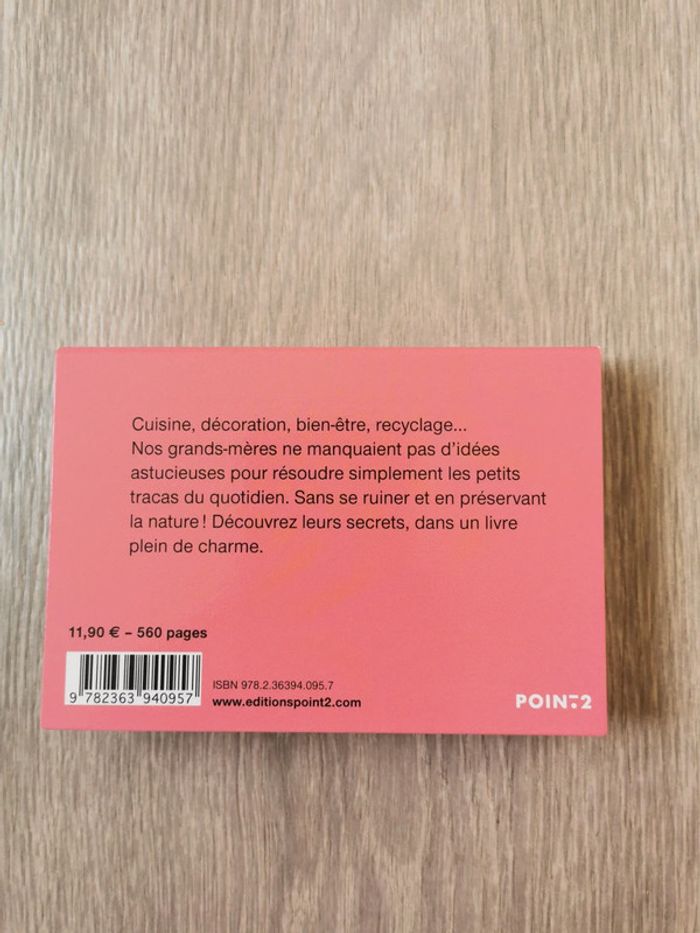 Cuisine, décoration, bien-être, recyclage...
Nos grands-mères ne manquaient pas d'idées
astucieuses pour résoudre simplement les petits
tracas du quotidien. Sans se ruiner et en préservant
la nature ! Découvrez leurs secrets, dans un livre
plein de charme.
11,90 € – 560 pages
9 782363 940957
ISBN 978.2.36394.095.7
www.editionspoint2.com
POINT2